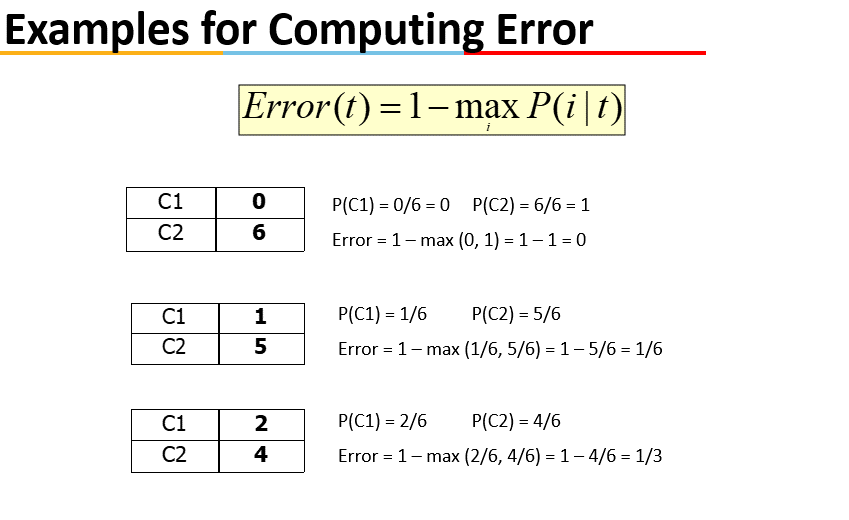 Examples for Computing Error
Error(t) = 1 – max P(i | t)
i
C1 0
C2 6
P(C1) = 0/6 = 0 P(C2) = 6/6 = 1
Error = 1 – max (0, 1) = 1 – 1 = 0
C1 1
C2 5
P(C1) = 1/6 P(C2) = 5/6
Error = 1 – max (1/6, 5/6) = 1 – 5/6 = 1/6
C1 2
C2 4
P(C1) = 2/6 P(C2) = 4/6
Error = 1 – max (2/6, 4/6) = 1 – 4/6 = 1/3